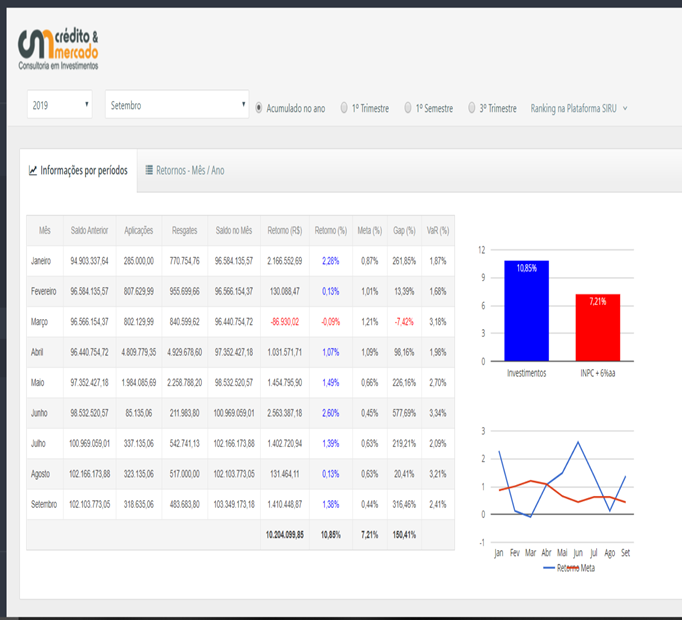 crédito &
mercado
Consultoria em Investimentos
2019 Setembro Acumulado no ano 1º Trimestre 1º Semestre 3º Trimestre Ranking na Plataforma SIRU
Informações por períodos Retornos - Mês / Ano
Mês Saldo Anterior Aplicações Resgates Saldo no Mês Retorno (R$) Retorno (%) Meta (%) Gap (%) VaR (%)
Janeiro 94.903.337,64 285.000,00 770.754,76 96.584.135,57 2.166.552,69 2,28% 0,87% 261,85% 1,87%
Fevereiro 96.584.135,57 807.629,99 955.699,66 96.566.154,37 130.088,47 0,13% 1,01% 13,39% 1,68%
Março 96.566.154,37 802.129,99 840.599,62 96.440.754,72 -86.930,02 -0,09% 1,21% -7,42% 3,18%
Abril 96.440.754,72 4.809.779,35 4.929.678,60 97.352.427,18 1.031.571,71 1,07% 1,09% 98,16% 1,98%
Maio 97.352.427,18 1.984.085,69 2.258.788,20 98.532.520,57 1.454.795,90 1,49% 0,66% 226,16% 2,70%
Junho 98.532.520,57 85.135,06 211.983,80 100.969.059,01 2.563.387,18 2,60% 0,45% 577,69% 3,34%
Julho 100.969.059,01 337.135,06 542.741,13 102.166.173,88 1.402.720,94 1,39% 0,63% 219,21% 2,09%
Agosto 102.166.173,88 323.135,06 517.000,00 102.103.773,05 131.464,11 0,13% 0,63% 20,41% 3,21%
Setembro 102.103.773,05 318.635,06 483.683,80 103.349.173,18 1.410.448,87 1,38% 0,44% 316,46% 2,41%
10.204.099,85 10,85% 7,21% 150,41%
12
9
6
3
0
10,85%
7,21%
Investimentos INPC + 6%aa
3
2
1
0
-1
Jan Fev Mar Abr Mai Jun Jul Ago Set
Retorno Meta